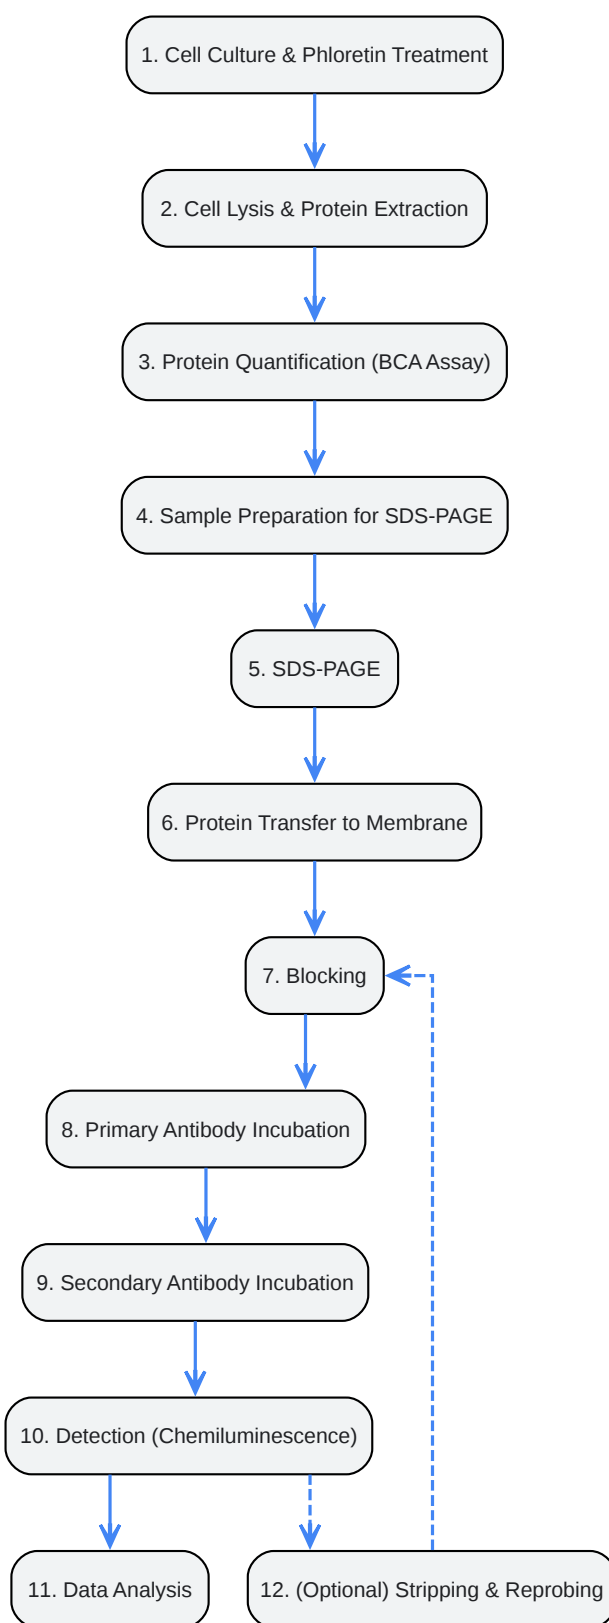 1. Cell Culture & Phloretin Treatment
2. Cell Lysis & Protein Extraction
3. Protein Quantification (BCA Assay)
4. Sample Preparation for SDS-PAGE
5. SDS-PAGE
6. Protein Transfer to Membrane
7. Blocking
8. Primary Antibody Incubation
9. Secondary Antibody Incubation
10. Detection (Chemiluminescence)
11. Data Analysis
12. (Optional) Stripping & Reprobing